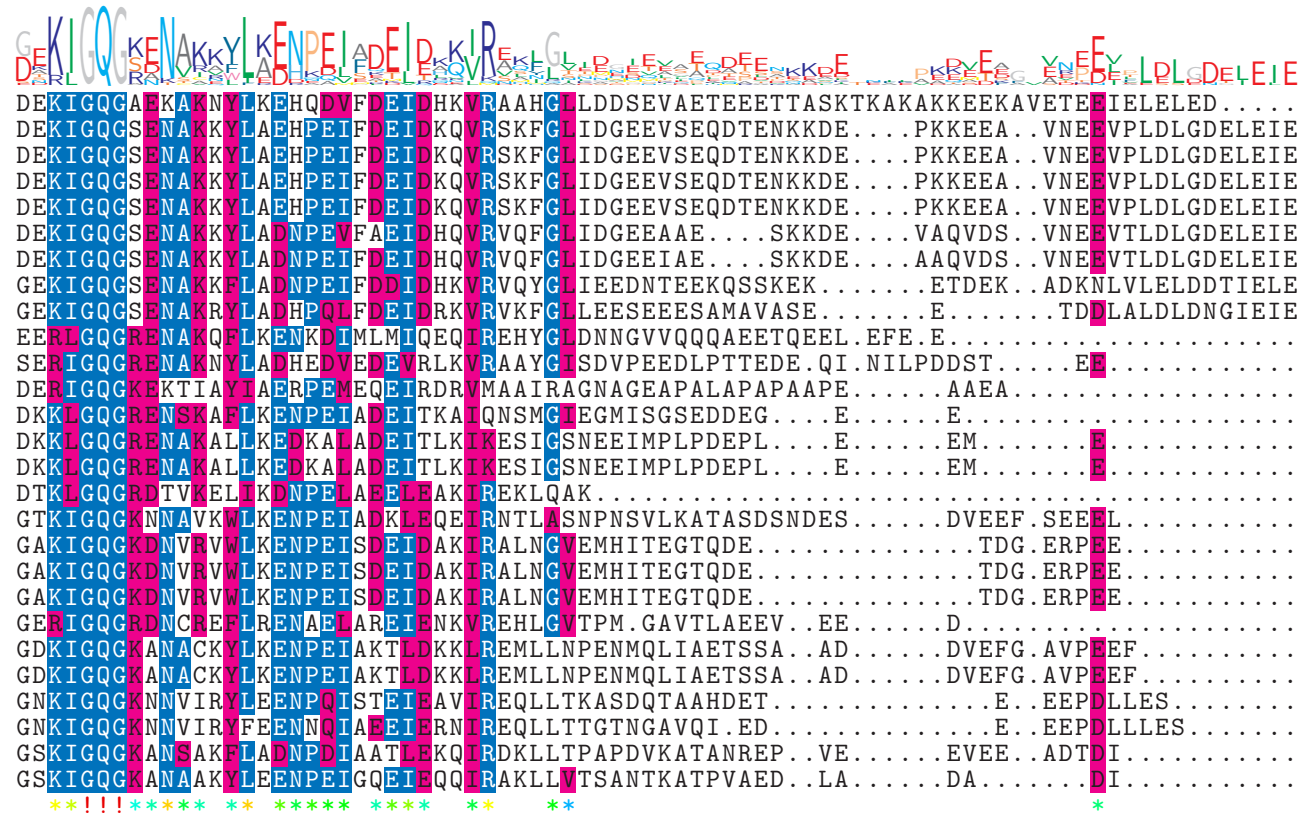 DEKIGQGAEKAKNYLKEHQDVFDEIDHKVRAAHGLLDDSEVAETEEETTASKTKAKAKKEEKAVETEEIELELED.....
DEKIGQGSENAKKYLAEHPEIFDEIDKQVRSKFGLIDGEEVSEQDTENKKDE....PKKEEA..VNEEVPLDLGDELEIE
DEKIGQGSENAKKYLAEHPEIFDEIDKQVRSKFGLIDGEEVSEQDTENKKDE....PKKEEA..VNEEVPLDLGDELEIE
DEKIGQGSENAKKYLAEHPEIFDEIDKQVRSKFGLIDGEEVSEQDTENKKDE....PKKEEA..VNEEVPLDLGDELEIE
DEKIGQGSENAKKYLAEHPEIFDEIDKQVRSKFGLIDGEEVSEQDTENKKDE....PKKEEA..VNEEVPLDLGDELEIE
DEKIGQGSENAKKYLADNPEVFAEIDHQVRVQFGLIDGEEAAE....SKKDE....VAQVDS..VNEEVTLDLGDELEIE
DEKIGQGSENAKKYLADNPEIFDEIDHQVRVQFGLIDGEEIAE....SKKDE....AAQVDS..VNEEVTLDLGDELEIE
GEKIGQGSENAKKFLADNPEIFDDIDHKVRVQYGLIEEDNTEEKQSSKEK.......ETDEK..ADKNLVLELDDTIELE
GEKIGQGSENAKRYLADHPQLFDEIDRKVRVKFGLLEESEEESAMAVASE.......E.......TDDLALDLDNGIEIE
EERLGQGRENAKQFLKENKDIMLMIQEQIREHYGLDNNGVVQQQAEETQEEL.EFE.E......................
SERIGQGRENAKNYLADHEDVEDEVRLKVRAAYGISDVPEEDLPTTEDE.QI.NILPDDST.....EE............
DERIGQGKEKTIAYIAERPEMEQEIRDRVMAAIRAGNAGEAPALAPAPAAPE......AAEA..................
DKKLGQGRENSKAFLKENPEIADEITKAIQNSMGIEGMISGSEDDEG....E......E.....................
DKKLGQGRENAKALLKEDKALADEITLKIKESIGSNEEIMPLPDEPL....E......EM.......E............
DKKLGQGRENAKALLKEDKALADEITLKIKESIGSNEEIMPLPDEPL....E......EM.......E............
DTKLGQGRDTVKELIKDNPELAEELEAKIREKLQAK............................................
GTKIGQGKNNAVKWLKENPEIADKLEQEIRNTLASNPNSVLKATASDSNDES......DVEEF.SEEEL...........
GAKIGQGKDNVRVWLKENPEISDEIDAKIRALNGVEMHITEGTQDE..............TDG.ERPEE...........
GAKIGQGKDNVRVWLKENPEISDEIDAKIRALNGVEMHITEGTQDE..............TDG.ERPEE...........
GAKIGQGKDNVRVWLKENPEISDEIDAKIRALNGVEMHITEGTQDE..............TDG.ERPEE...........
GERIGQGRDNCREFLRENAELAREIENKVREHLGVTPM.GAVTLAEEV..EE......D.....................
GDKIGQGKANACKYLKENPEIAKTLDKKLREMLLNPENMQLIAETSSA..AD......DVEFG.AVPEEF..........
GDKIGQGKANACKYLKENPEIAKTLDKKLREMLLNPENMQLIAETSSA..AD......DVEFG.AVPEEF..........
GNKIGQGKNNVIRYLEENPQISTEIEAVIREQLLTKASDQTAAHDET..............E..EEPDLLES........
GNKIGQGKNNVIRYFEENNQIAEEIERNIREQLLTTGTNGAVQI.ED..............E..EEPDLLLES.......
GSKIGQGKANSAKFLADNPDIAATLEKQIRDKLLTPAPDVKATANREP..VE......EVEE..ADTDI...........
GSKIGQGKANAAKYLEENPEIGQEIEQQIRAKLLVTSANTKATPVAED..LA......DA.......DI...........
**!!!***** ** ***** **** ** ** *